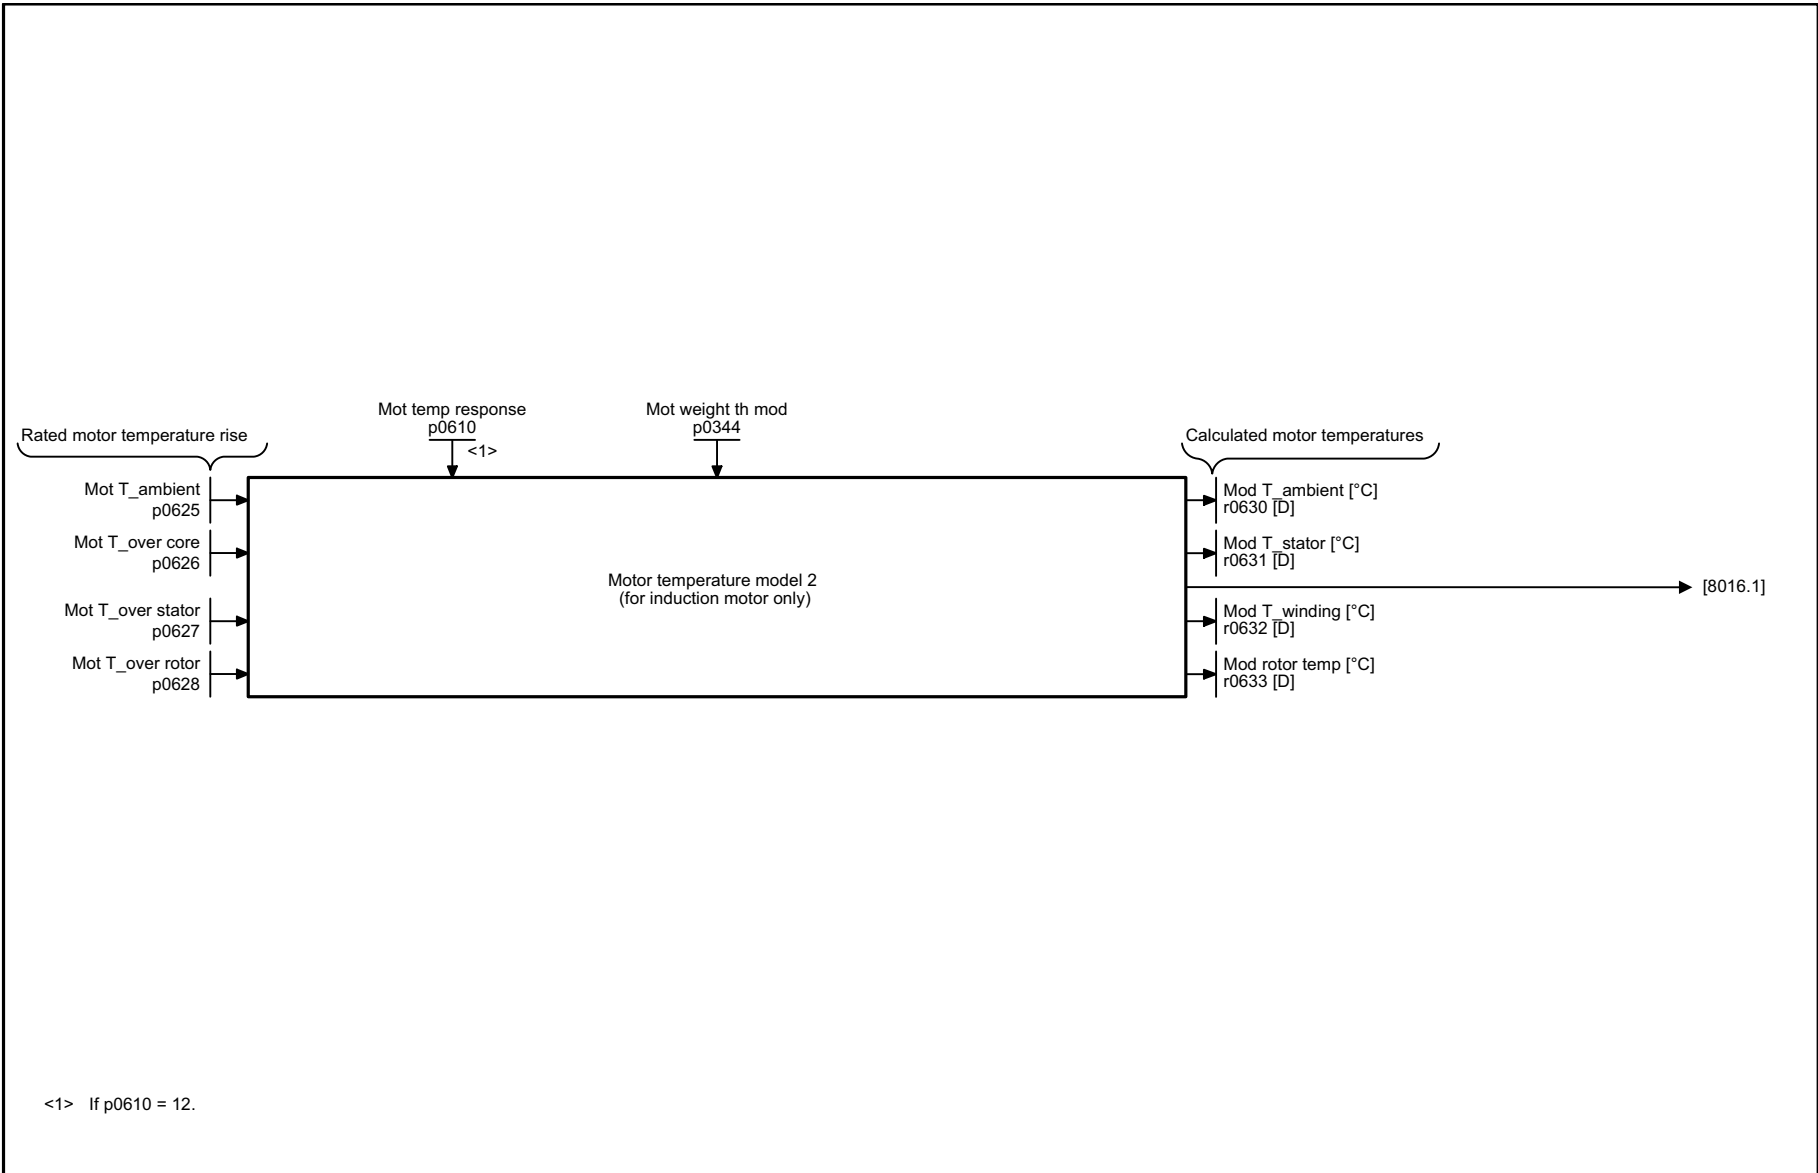 Mot temp response
p0610
<1>
Mot weight th mod
p0344
Rated motor temperature rise
Mot T_ambient
p0625
Mot T_over core
p0626
Mot T_over stator
p0627
Mot T_over rotor
p0628
Motor temperature model 2
(for induction motor only)
Calculated motor temperatures
Mod T_ambient [°C]
r0630 [D]
Mod T_stator [°C]
r0631 [D]
[8016.1]
Mod T_winding [°C]
r0632 [D]
Mod rotor temp [°C]
r0633 [D]
<1> If p0610 = 12.